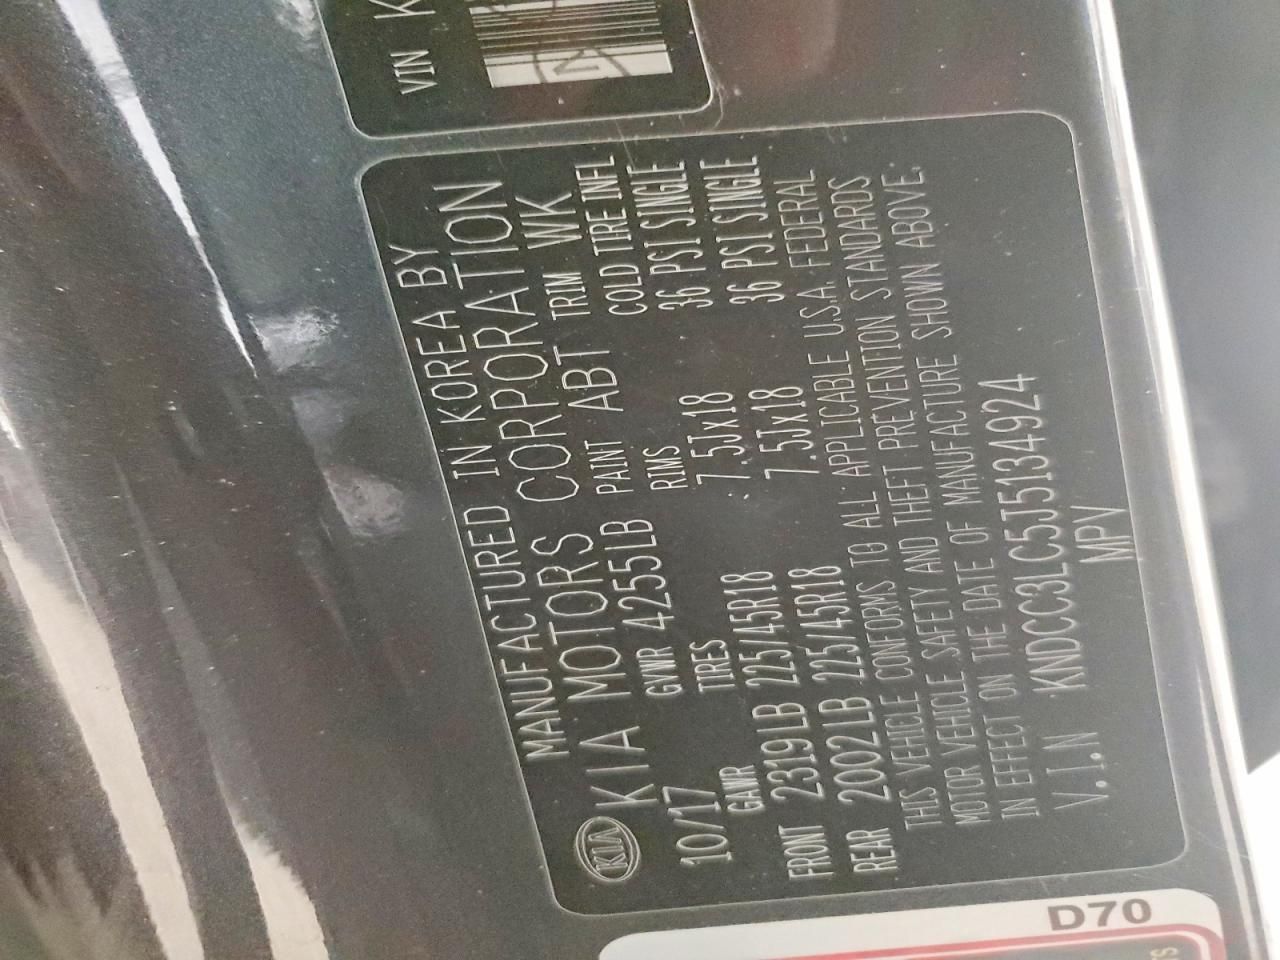 VIN K
MANUFACTURED IN KOREA BY
KIA KIA MOTORS CORPORATION
10/17 GVWR 4255LB PAINT ABT TRIM WK
GAWR TIRES RIMS COLD TIRE INFL
FRONT 2319LB 225/45R18 7.5Jx18 36 PSI SINGLE
REAR 2002LB 225/45R18 7.5Jx18 36 PSI SINGLE
THIS VEHICLE CONFORMS TO ALL APPLICABLE U.S.A. FEDERAL
MOTOR VEHICLE SAFETY AND THEFT PREVENTION STANDARDS
IN EFFECT ON THE DATE OF MANUFACTURE SHOWN ABOVE.
V.I.N KNDCC3LC5J5134924
MPV
D70
TS